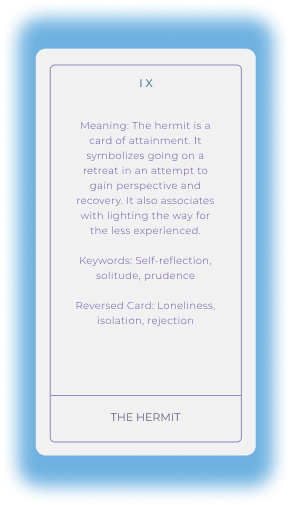 IX
Meaning: The hermit is a
card of attainment. It
symbolizes going on a
retreat in an attempt to
gain perspective and
recovery. It also associates
with lighting the way for
the less experienced.
Keywords: Self-reflection,
solitude, prudence
Reversed Card: Loneliness,
isolation, rejection
THE HERMIT